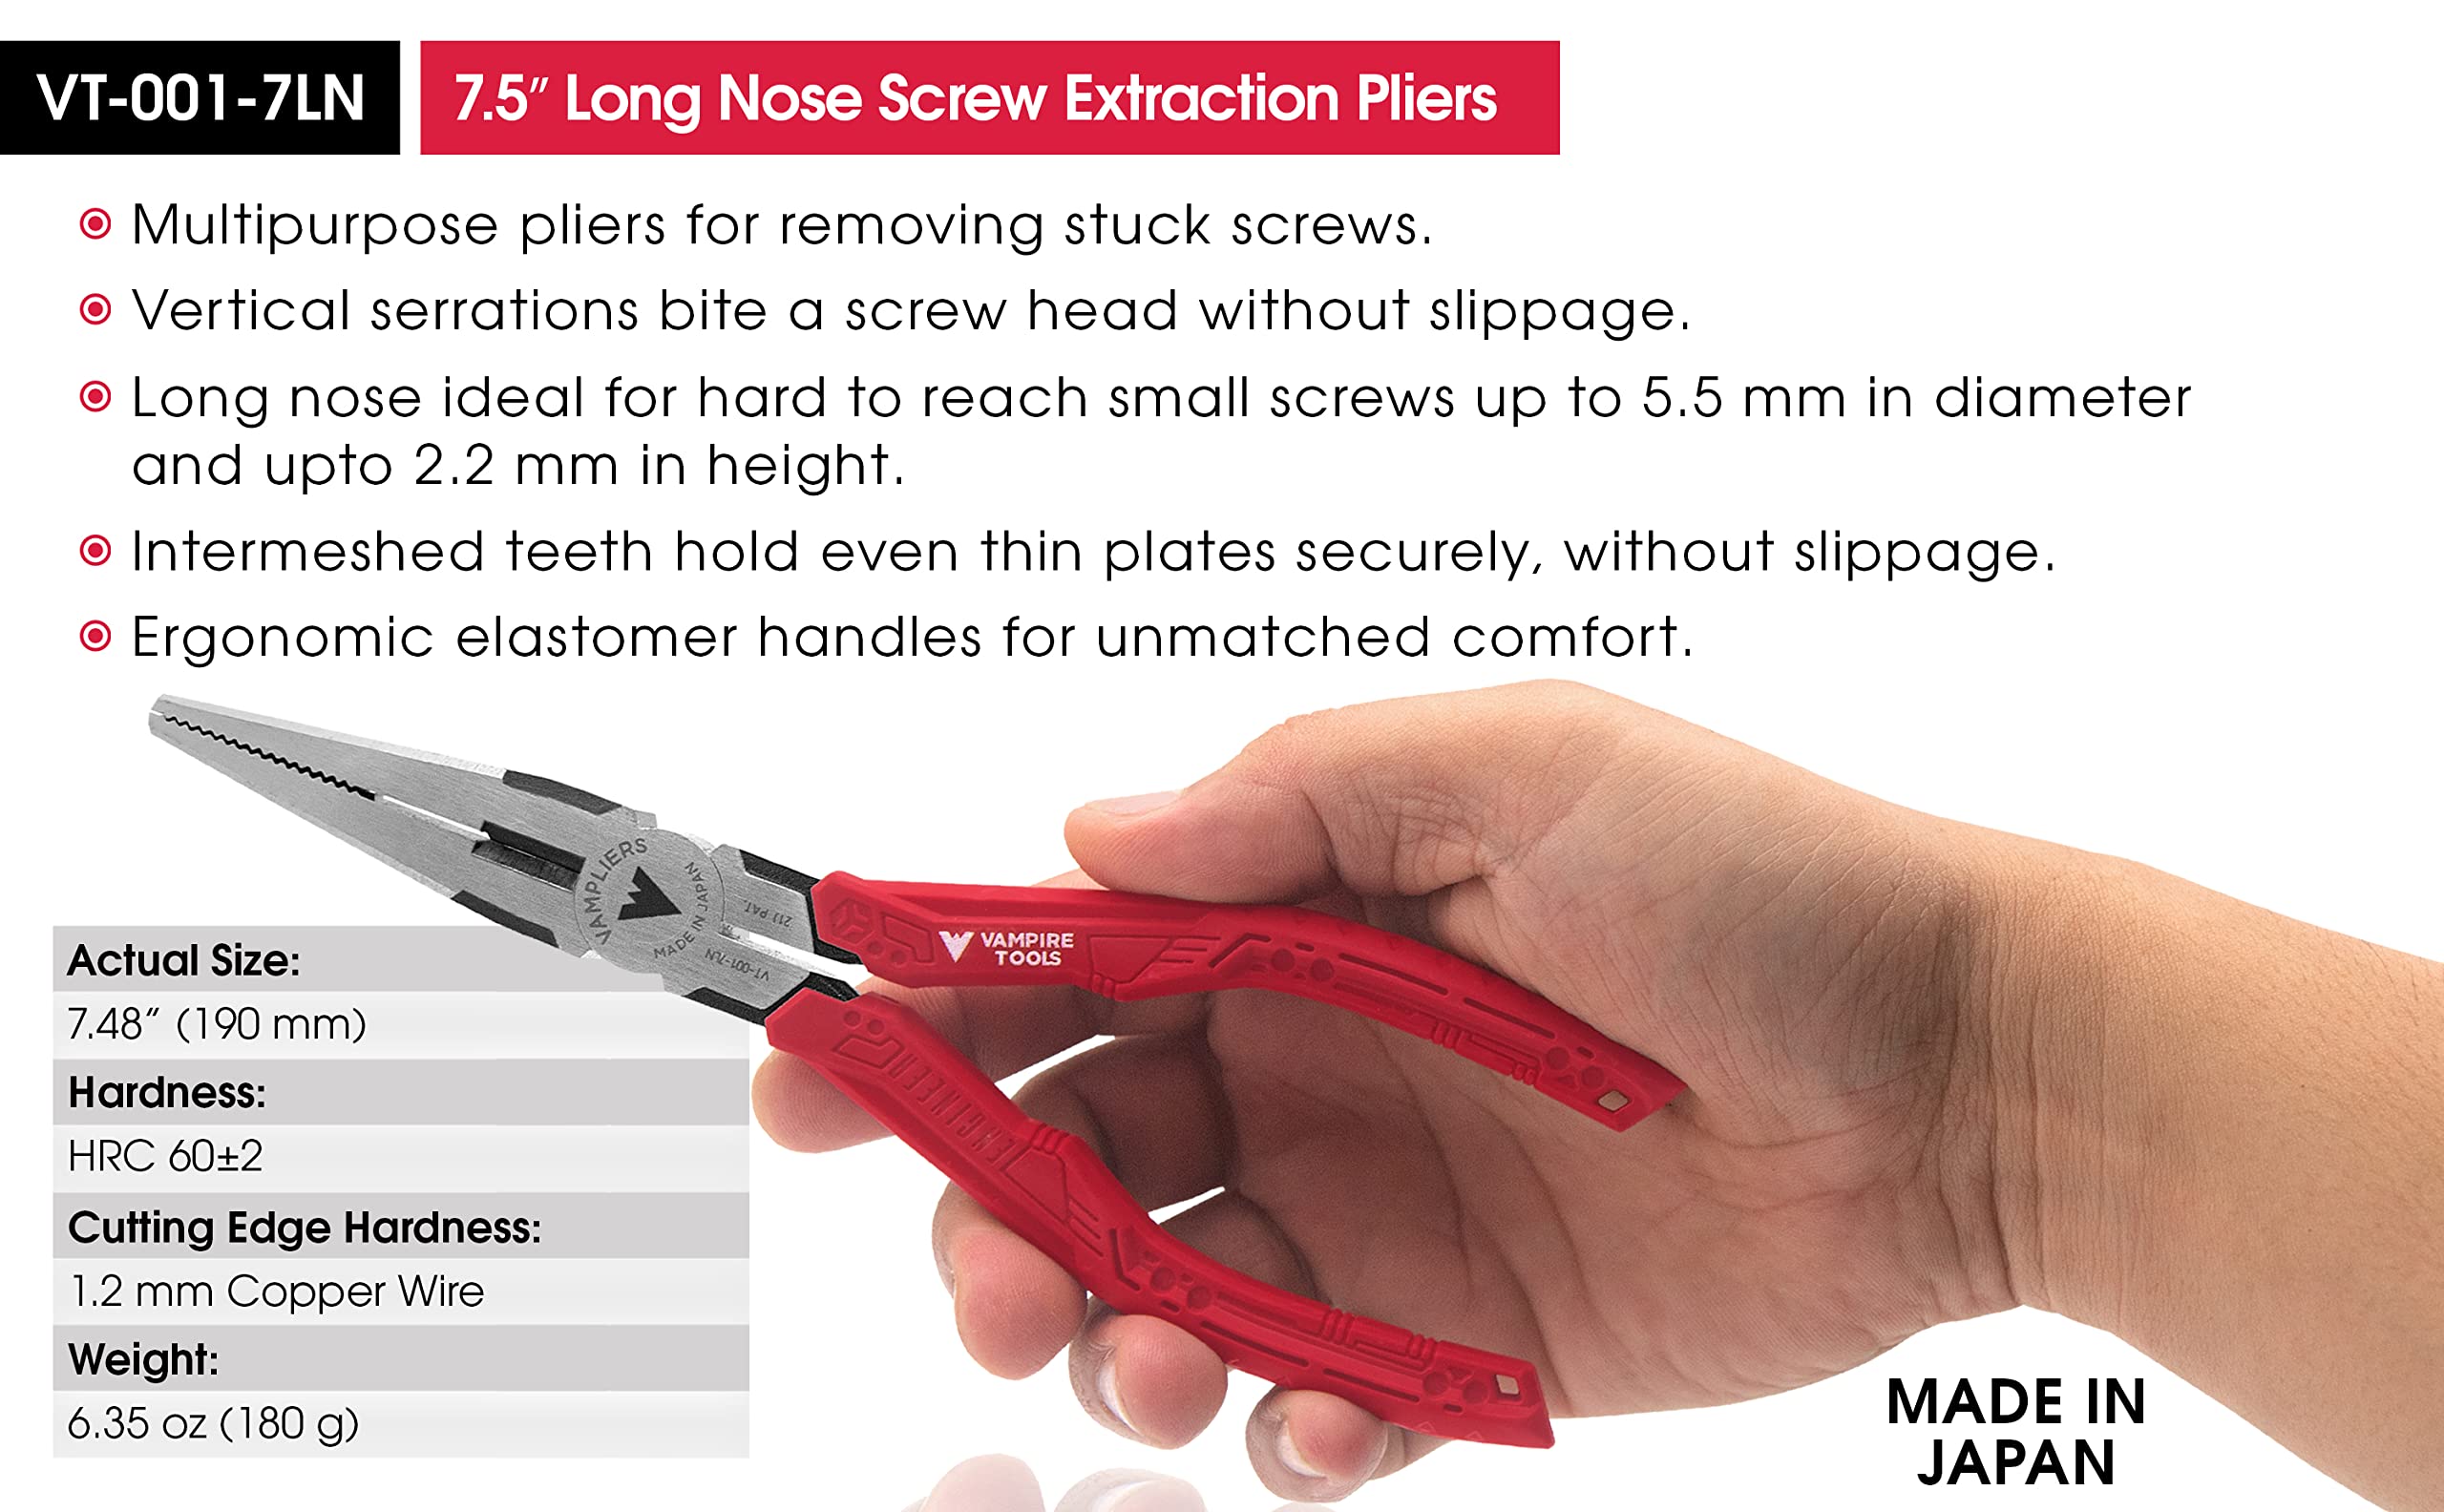 VT-001-7LN
7.5” Long Nose Screw Extraction Pliers
Multipurpose pliers for removing stuck screws.
Vertical serrations bite a screw head without slippage.
Long nose ideal for hard to reach small screws up to 5.5 mm in diameter
and upto 2.2 mm in height.
Intermeshed teeth hold even thin plates securely, without slippage.
Ergonomic elastomer handles for unmatched comfort.
VAMPLIERS
MADE IN JAPAN
211 PAT.
VT-001-7LN
VAMPIRE
TOOLS
ENGINEER
Actual Size:
7.48” (190 mm)
Hardness:
HRC 60±2
Cutting Edge Hardness:
1.2 mm Copper Wire
Weight:
6.35 oz (180 g)
MADE IN
JAPAN